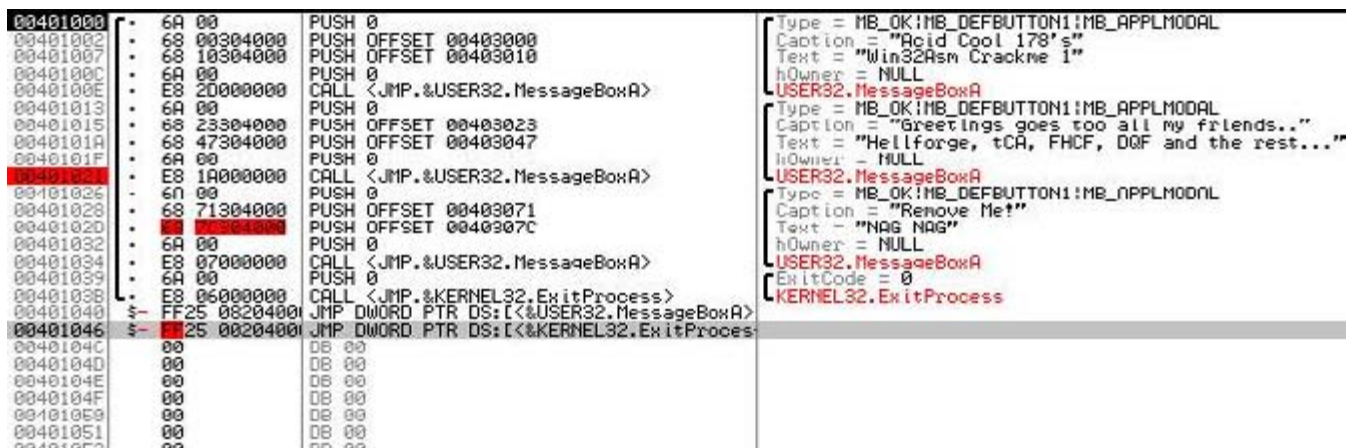 00401000 6A 00 PUSH 0 Type = MB_OK|MB_DEFBUTTON1|MB_APPLMODAL
00401002 68 00304000 PUSH OFFSET 00403000 Caption = "Acid Cool 178's"
00401007 68 10304000 PUSH OFFSET 00403010 Text = "Win32Asm Crackme 1"
0040100C 6A 00 PUSH 0 hOwner = NULL
0040100E E8 2D000000 CALL <JMP.&USER32.MessageBoxA> USER32.MessageBoxA
00401013 6A 00 PUSH 0 Type = MB_OK|MB_DEFBUTTON1|MB_APPLMODAL
00401015 68 23304000 PUSH OFFSET 00403023 Caption = "Greetings goes too all my friends.."
0040101A 68 47304000 PUSH OFFSET 00403047 Text = "Hellforge, tCA, FHCF, DQF and the rest..."
0040101F 6A 00 PUSH 0 hOwner = NULL
00401021 E8 1A000000 CALL <JMP.&USER32.MessageBoxA> USER32.MessageBoxA
00401026 6A 00 PUSH 0 Type = MB_OK|MB_DEFBUTTON1|MB_APPLMODAL
00401028 68 71304000 PUSH OFFSET 00403071 Caption = "Remove Me!"
0040102D 68 7C304000 PUSH OFFSET 0040307C Text = "NAG NAG"
00401032 6A 00 PUSH 0 hOwner = NULL
00401034 E8 07000000 CALL <JMP.&USER32.MessageBoxA> USER32.MessageBoxA
00401039 6A 00 PUSH 0 ExitCode = 0
0040103B E8 06000000 CALL <JMP.&KERNEL32.ExitProcess> KERNEL32.ExitProcess
00401040 $- FF25 08204000 JMP DWORD PTR DS:[<&USER32.MessageBoxA>
00401046 $- FF25 00204000 JMP DWORD PTR DS:[<&KERNEL32.ExitProces
0040104C 00 DB 00
0040104D 00 DB 00
0040104E 00 DB 00
0040104F 00 DB 00
00401050 00 DB 00
00401051 00 DB 00